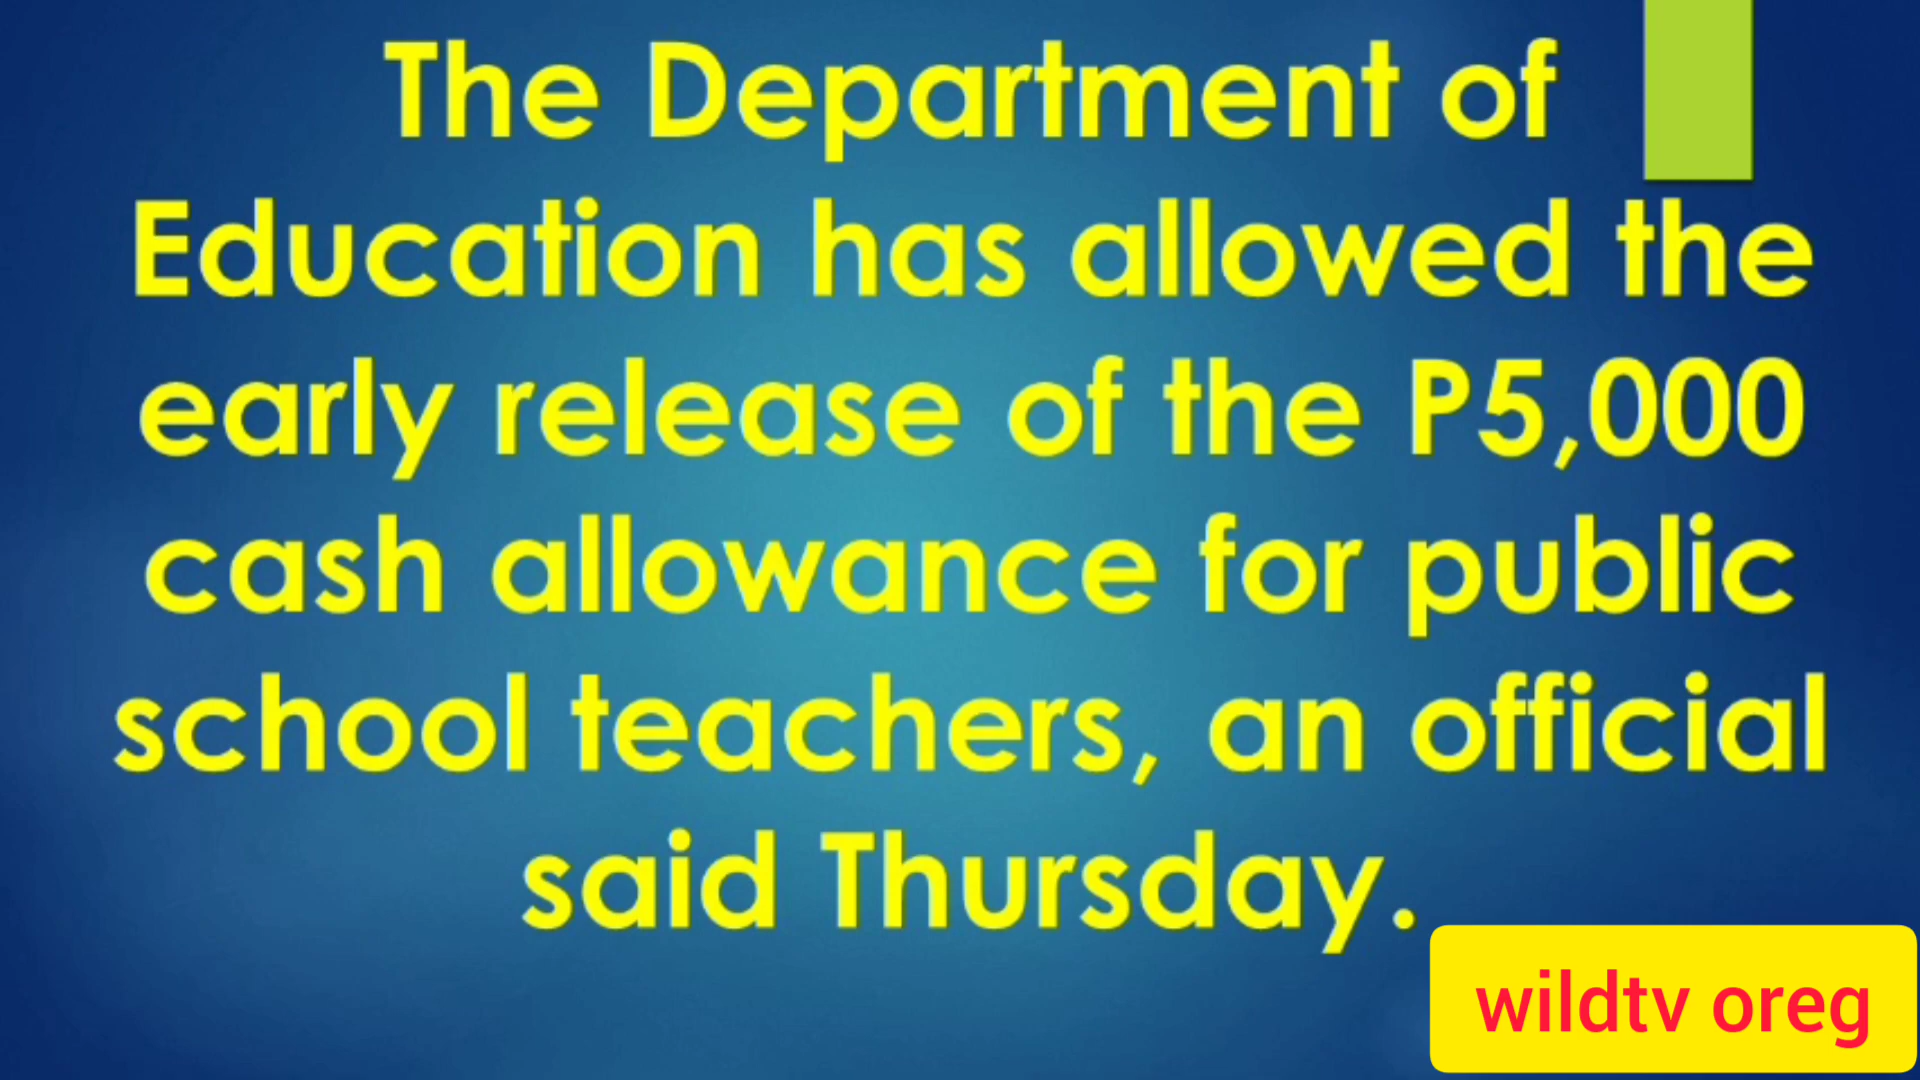 The Department of
Education has allowed the
early release of the P5,000
cash allowance for public
school teachers, an official
said Thursday.
wildtv oreg